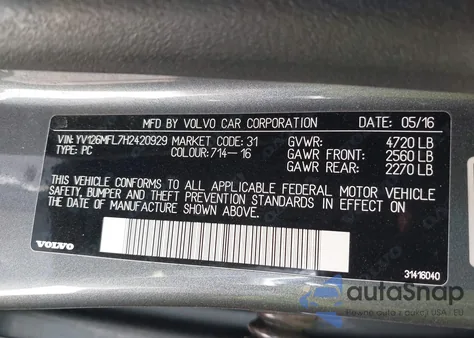 MFD BY VOLVO CAR CORPORATION DATE: 05/16
VIN: YV126MFL7H2420929 MARKET CODE: 31 GVWR: 4720 LB
TYPE: PC COLOUR: 714-16 GAWR FRONT: 2560 LB
GAWR REAR: 2270 LB
THIS VEHICLE CONFORMS TO ALL APPLICABLE FEDERAL MOTOR VEHICLE
SAFETY, BUMPER AND THEFT PREVENTION STANDARDS IN EFFECT ON
THE DATE OF MANUFACTURE SHOWN ABOVE.
VOLVO 31416040
autoSnap